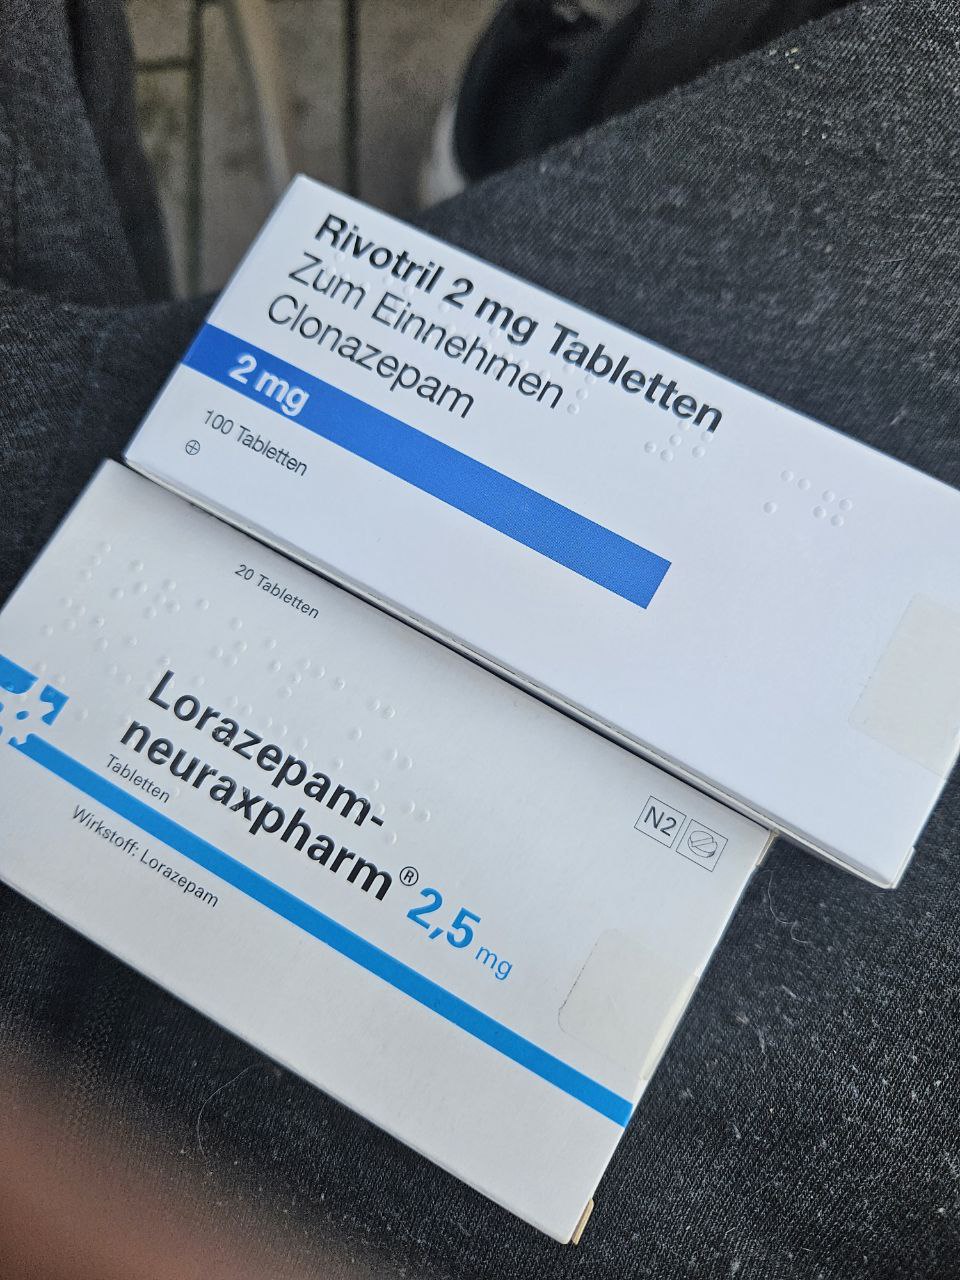 Rivotril 2 mg Tabletten
Zum Einnehmen
Clonazepam
2 mg
100 Tabletten
20 Tabletten
Lorazepam-
neuraxpharm® 2,5 mg
Tabletten
Wirkstoff: Lorazepam
N2